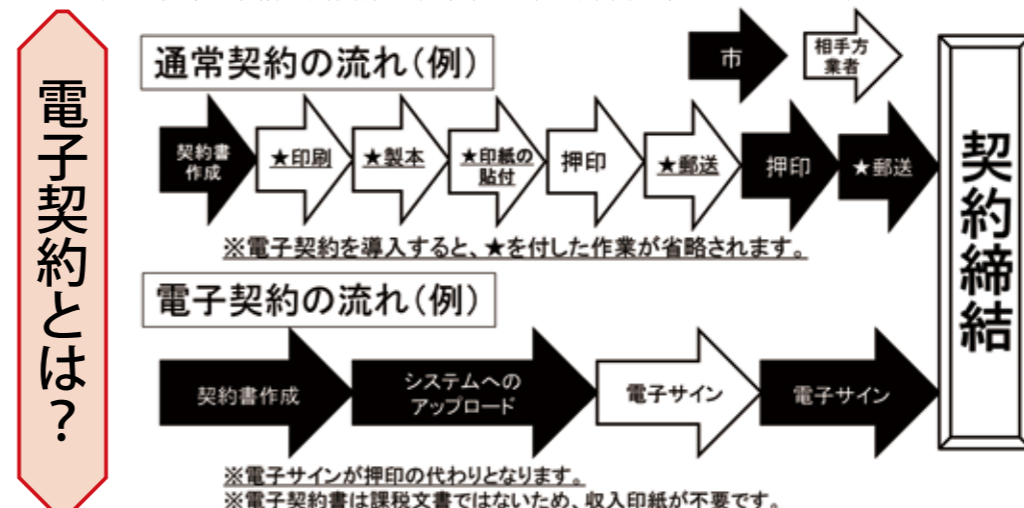 電子契約とは？
通常契約の流れ（例）
市
相手方
業者
契約書
作成
★印刷
★製本
★印紙の
貼付
押印
★郵送
押印
★郵送
※電子契約を導入すると、★を付した作業が省略されます。
電子契約の流れ（例）
契約書作成
システムへの
アップロード
電子サイン
電子サイン
契約締結
※電子サインが押印の代わりとなります。
※電子契約書は課税文書ではないため、収入印紙が不要です。